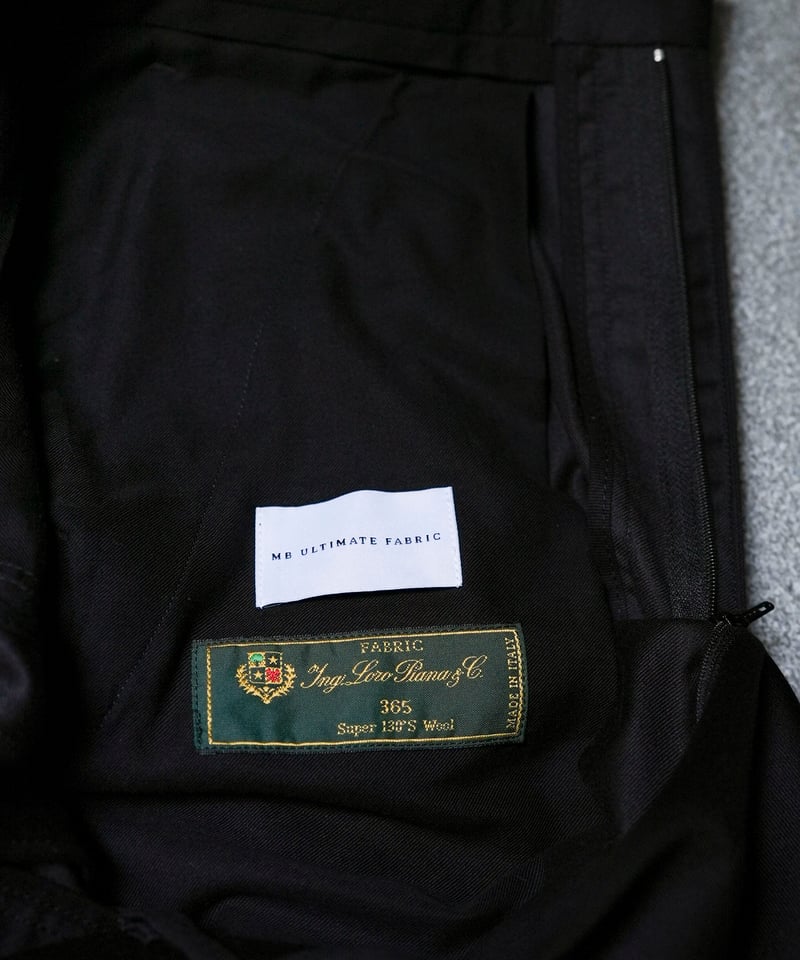 MB ULTIMATE FABRIC
FABRIC
Ing. Loro Piana & C.
365
Super 130'S Wool
MADE IN ITALY